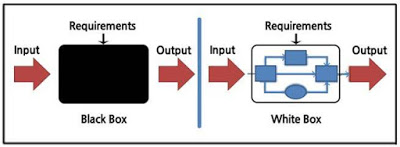 Requirements
Input
Output
Black Box
Requirements
Input
Output
White Box